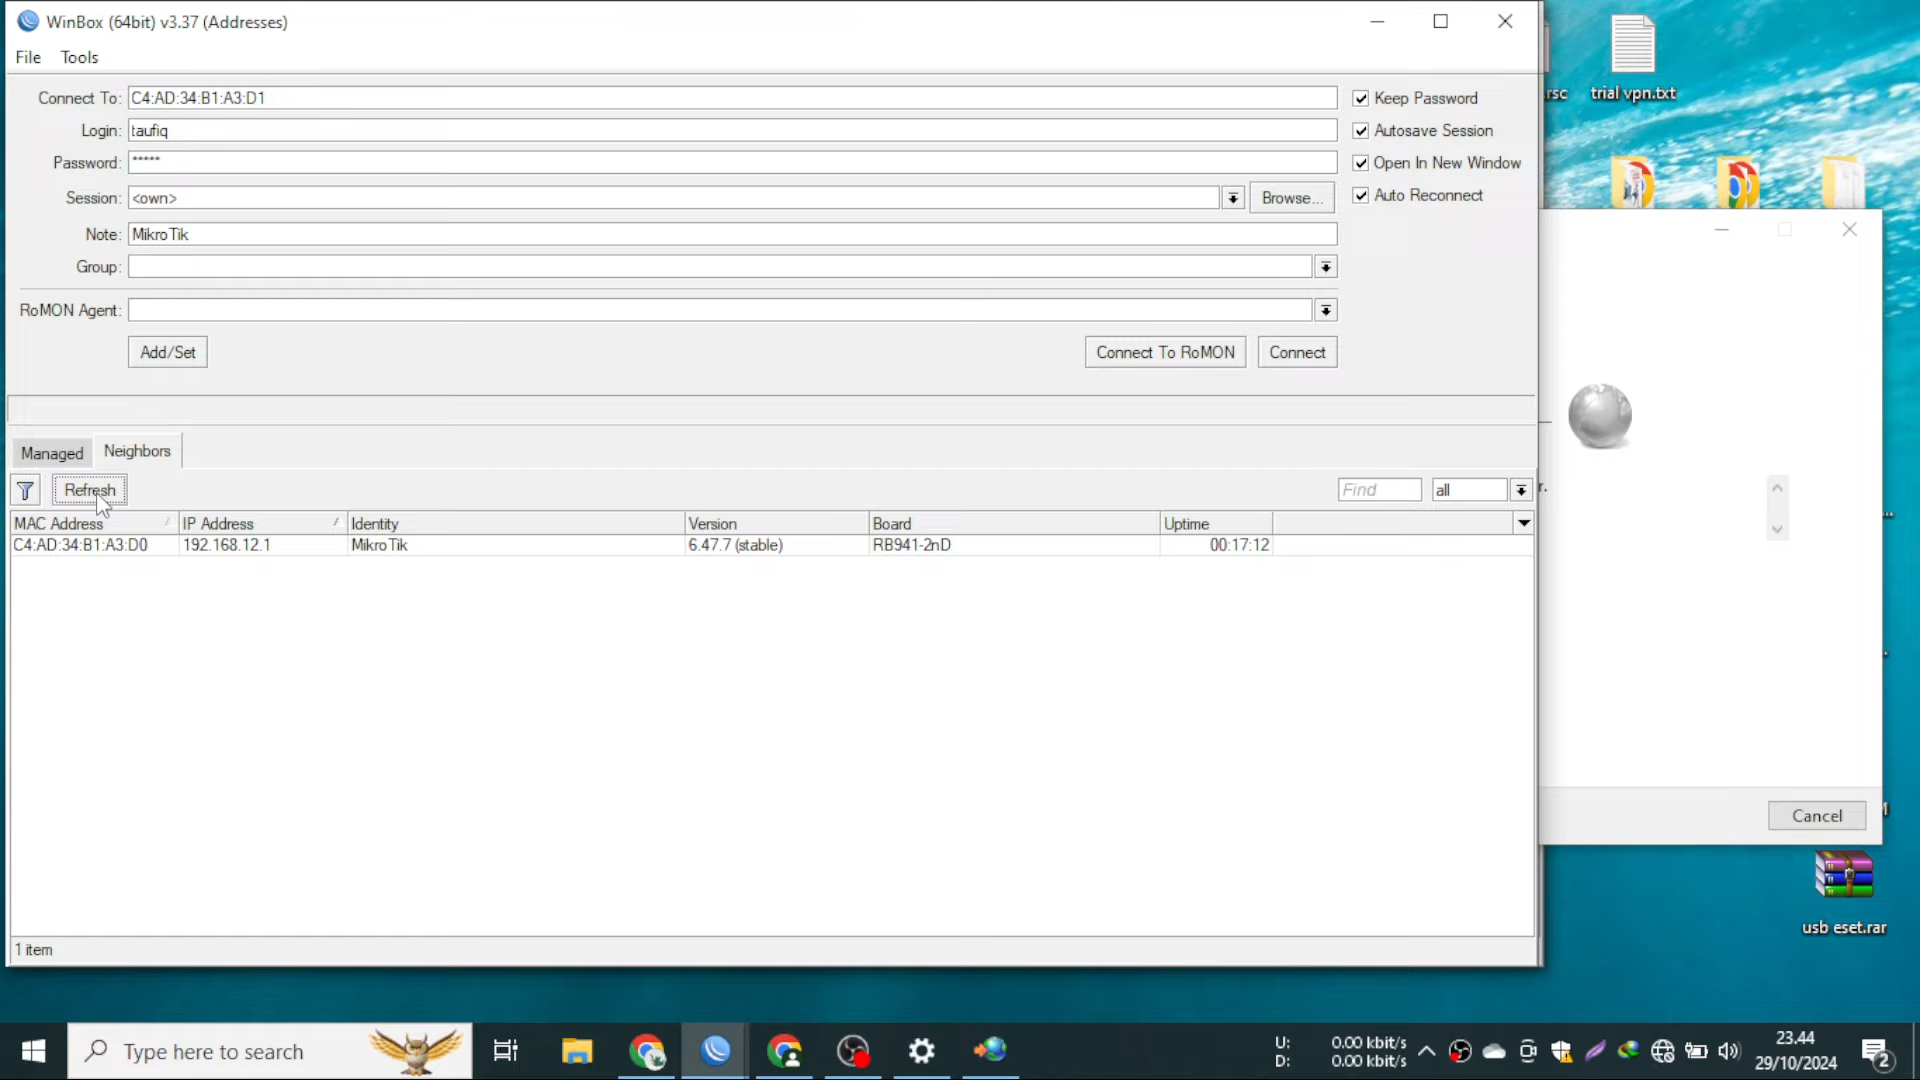 WinBox (64bit) v3.37 (Addresses)
File Tools
Connect To: C4:AD:34:B1:A3:D1
Login: taufiq
Password: *****
Session: <own> Browse...
Note: MikroTik
Group:
RoMON Agent:
Add/Set Connect To RoMON Connect
Keep Password
Autosave Session
Open In New Window
Auto Reconnect
Managed Neighbors
Refresh Find all
MAC Address IP Address Identity Version Board Uptime
C4:AD:34:B1:A3:D0 192.168.12.1 MikroTik 6.47.7 (stable) RB941-2nD 00:17:12
1 item
.rsc
trial vpn.txt
r.
Cancel
usb eset.rar
Type here to search
U: 0.00 kbit/s
D: 0.00 kbit/s
23.44
29/10/2024
2